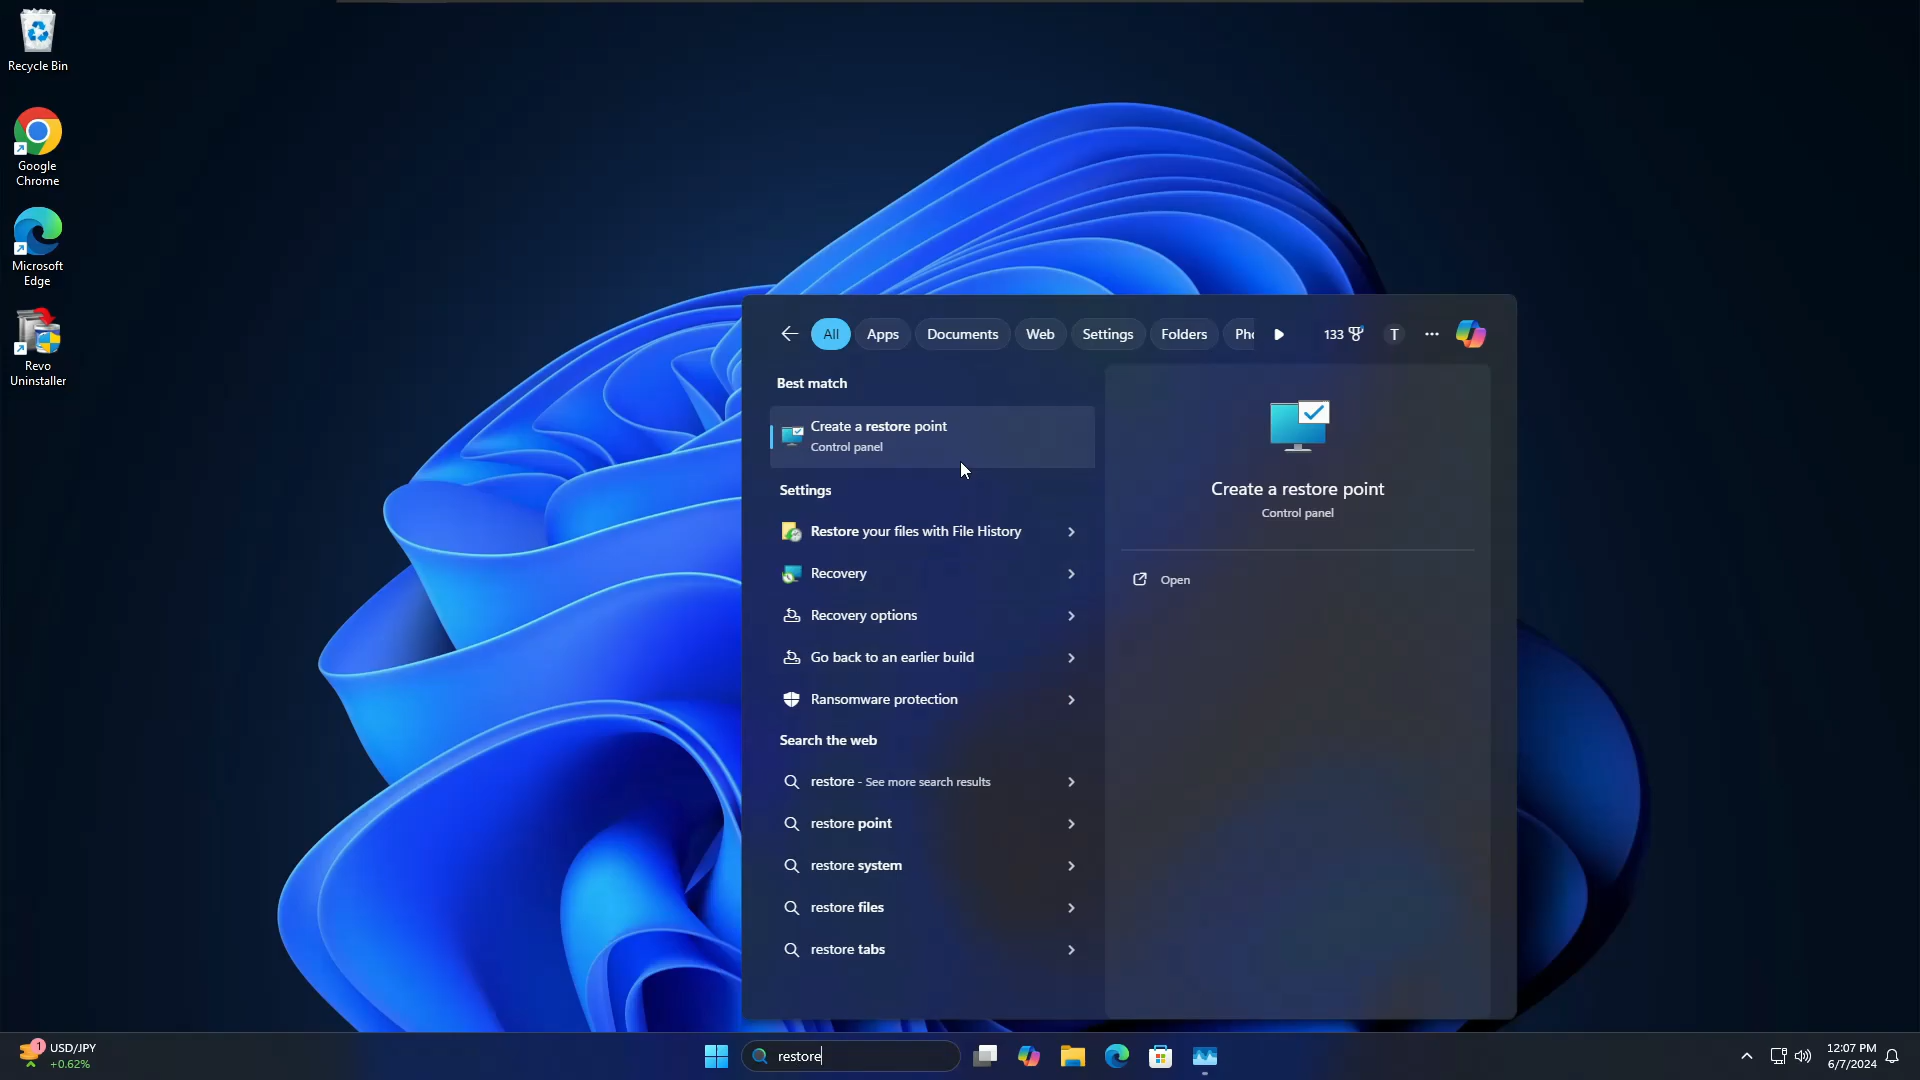 Recycle Bin
Google
Chrome
Microsoft
Edge
Revo
Uninstaller
All
Apps
Documents
Web
Settings
Folders
Pho
133
T
Best match
Create a restore point
Control panel
Settings
Restore your files with File History
Recovery
Recovery options
Go back to an earlier build
Ransomware protection
Search the web
restore - See more search results
restore point
restore system
restore files
restore tabs
Create a restore point
Control panel
Open
1
USD/JPY
+0.62%
restore
12:07 PM
6/7/2024